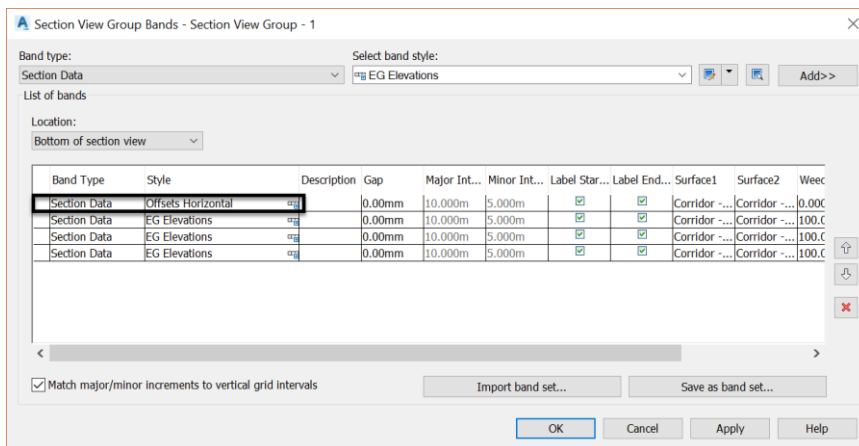 Section View Group Bands - Section View Group - 1
Band type: Select band style:
Section Data EG Elevations Add>>
List of bands
Location:
Bottom of section view
Band Type Style Description Gap Major Int... Minor Int... Label Star... Label End... Surface1 Surface2 Weed
Section Data Offsets Horizontal 0.00mm 10.000m 5.000m Corridor -... Corridor -... 0.000
Section Data EG Elevations 0.00mm 10.000m 5.000m Corridor -... Corridor -... 100.0
Section Data EG Elevations 0.00mm 10.000m 5.000m Corridor -... Corridor -... 100.0
Section Data EG Elevations 0.00mm 10.000m 5.000m Corridor -... Corridor -... 100.0
Match major/minor increments to vertical grid intervals Import band set... Save as band set...
OK Cancel Apply Help